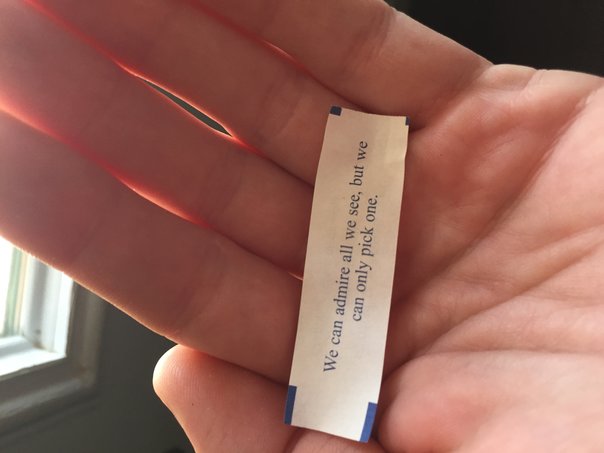 We can admire all we see, but we
can only pick one.